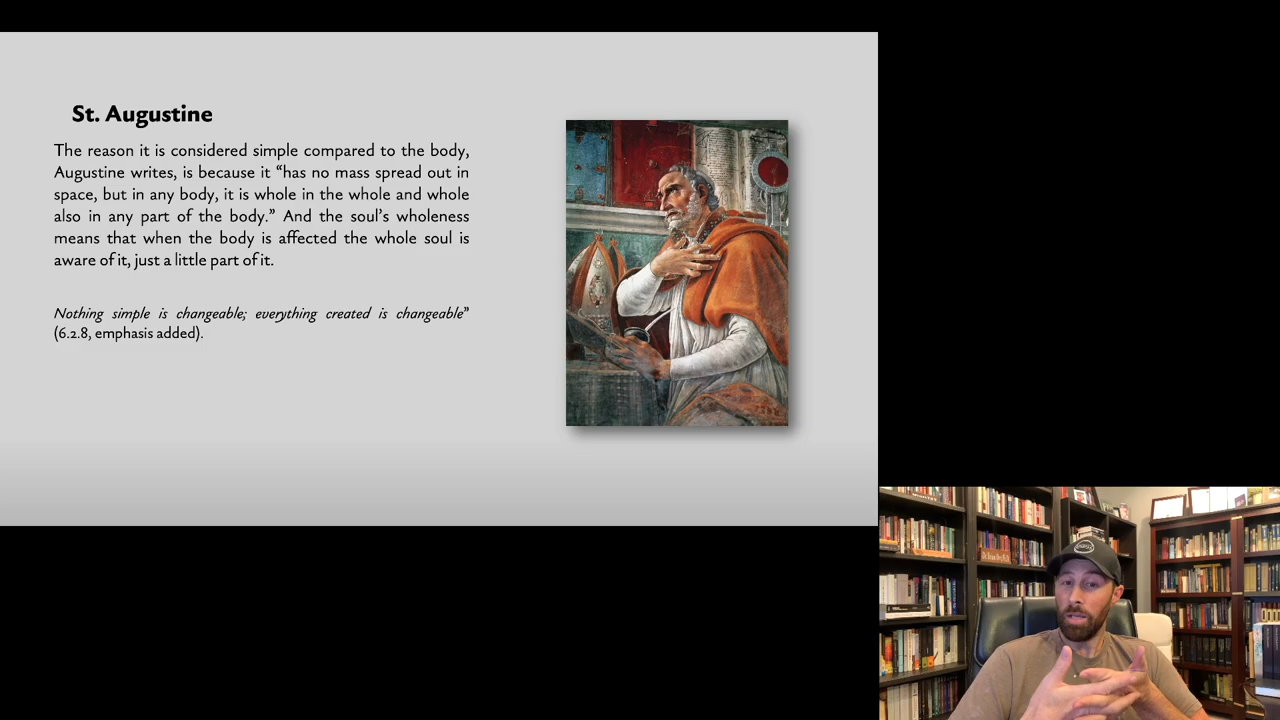 St. Augustine
The reason it is considered simple compared to the body,
Augustine writes, is because it “has no mass spread out in
space, but in any body, it is whole in the whole and whole
also in any part of the body.” And the soul’s wholeness
means that when the body is affected the whole soul is
aware of it, just a little part of it.
Nothing simple is changeable; everything created is changeable”
(6.2.8, emphasis added).